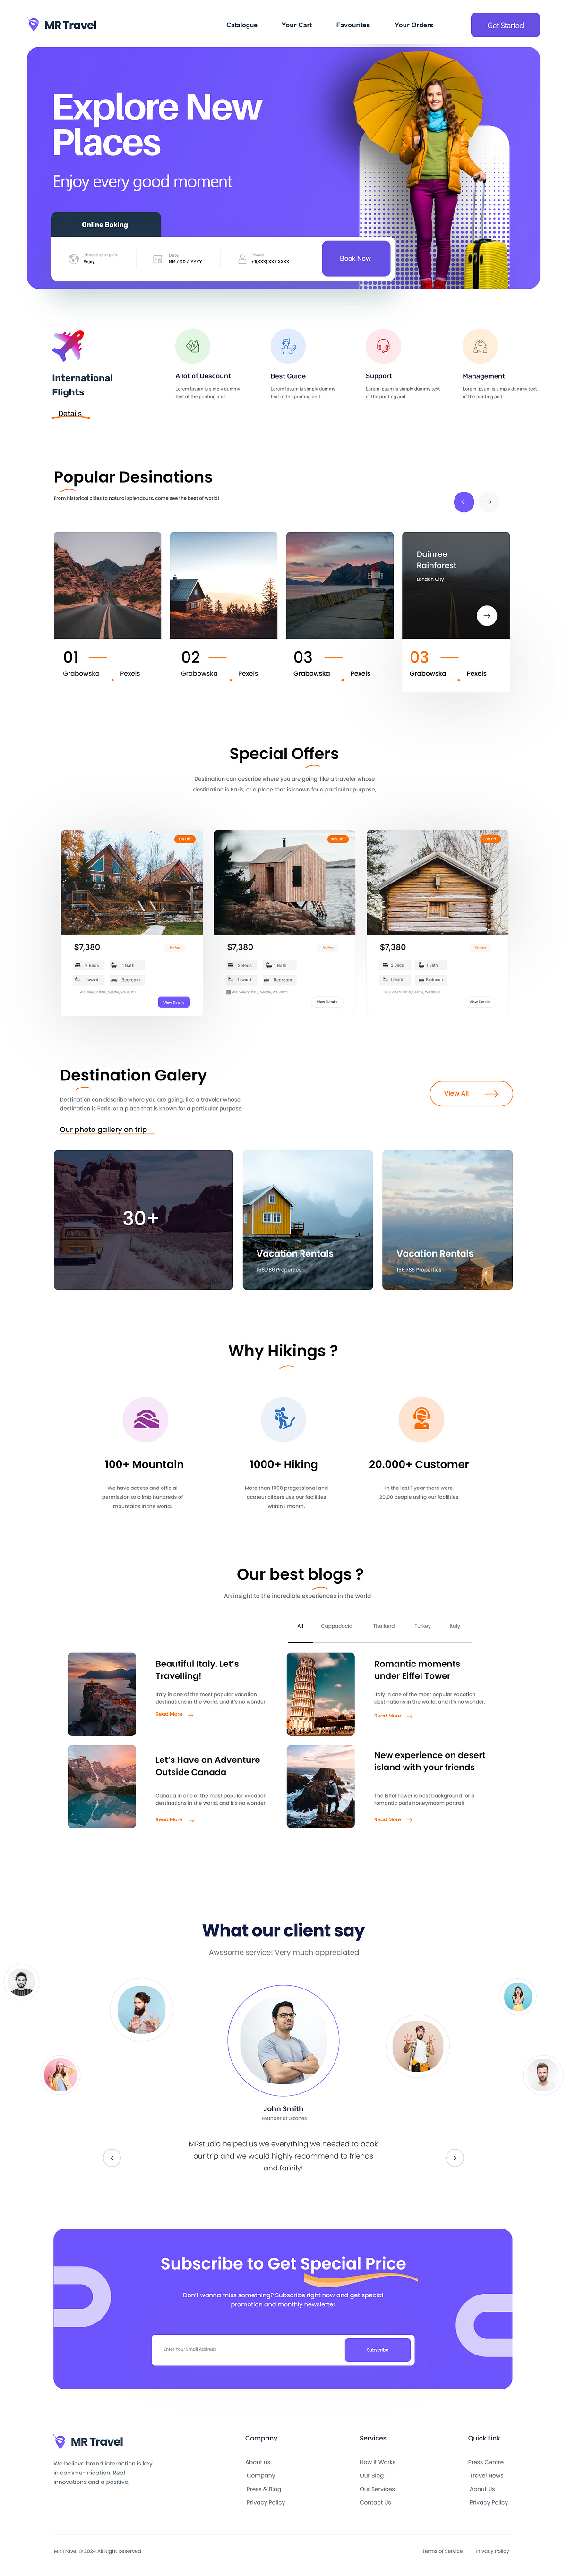 MR Travel
Catalogue Your Cart Favourites Your Orders Get Started
Explore New
Places
Enjoy every good moment
Online Boking
Choose your plac Date Phone
Enjoy MM / DD / YYYY +1(XXX) XXX XXXX
Book Now
International
Flights
Details
A lot of Descount
Lorem Ipsum is simply dummy
text of the printing and
Best Guide
Lorem Ipsum is simply dummy
text of the printing and
Support
Lorem Ipsum is simply dummy text
of the printing and
Management
Lorem Ipsum is simply dummy text
of the printing and
Popular Desinations
From historical cities to natural splendours, come see the best of world!
Dainree
Rainforest
London City
01
Grabowska Pexels
02
Grabowska Pexels
03
Grabowska Pexels
03
Grabowska Pexels
Special Offers
Destination can describe where you are going, like a traveler whose
destination is Paris, or a place that is known for a particular purpose,
$7,380
2 Beds 1 Bath
Toward Bedroom
View Details
$7,380
2 Beds 1 Bath
Toward Bedroom
View Details
$7,380
2 Beds 1 Bath
Toward Bedroom
View Details
Destination Galery
Destination can describe where you are going, like a traveler whose
destination is Paris, or a place that is known for a particular purpose,
Our photo gallery on trip
View All
30+
Vacation Rentals
156,786 Properties
Vacation Rentals
156,786 Properties
Why Hikings ?
100+ Mountain
We have access and official
permission to climb hundreds of
mountains in the world.
1000+ Hiking
More than 1000 progessional and
acateur clibers use our facilities
within 1 month.
20.000+ Customer
In the last 1 year there were
20.00 people using our facilities
Our best blogs ?
An insight to the incredible experiences in the world
All Cappadocia Thailand Turkey Italy
Beautiful Italy. Let's
Travelling!
Italy in one of the most popular vacation
destinations in the world, and it's no wonder.
Read More
Romantic moments
under Eiffel Tower
Italy in one of the most popular vacation
destinations in the world, and it's no wonder.
Read More
Let's Have an Adventure
Outside Canada
Canada in one of the most popular vacation
destinations in the world, and it's no wonder.
Read More
New experience on desert
island with your friends
The Eiffel Tower is best background for a
romantic paris honeymoom portrait
Read More
What our client say
Awesome service! Very much appreciated
John Smith
Founder of Uizones
MRstudio helped us we everything we needed to book
our trip and we would highly recommend to friends
and family!
Subscribe to Get Special Price
Don't wanna miss something? Subscribe right now and get special
promotion and monthly newsletter
Enter Your Email Address
Subscribe
MR Travel
We believe brand interaction is key
in commu- nication. Real
innovations and a positive.
Company
About us
Company
Press & Blog
Privacy Policy
Services
How It Works
Our Blog
Our Services
Contact Us
Quick Link
Press Centre
Travel News
About Us
Privacy Policy
MR Travel © 2024 All Right Reserved
Terms of Service Privacy Policy